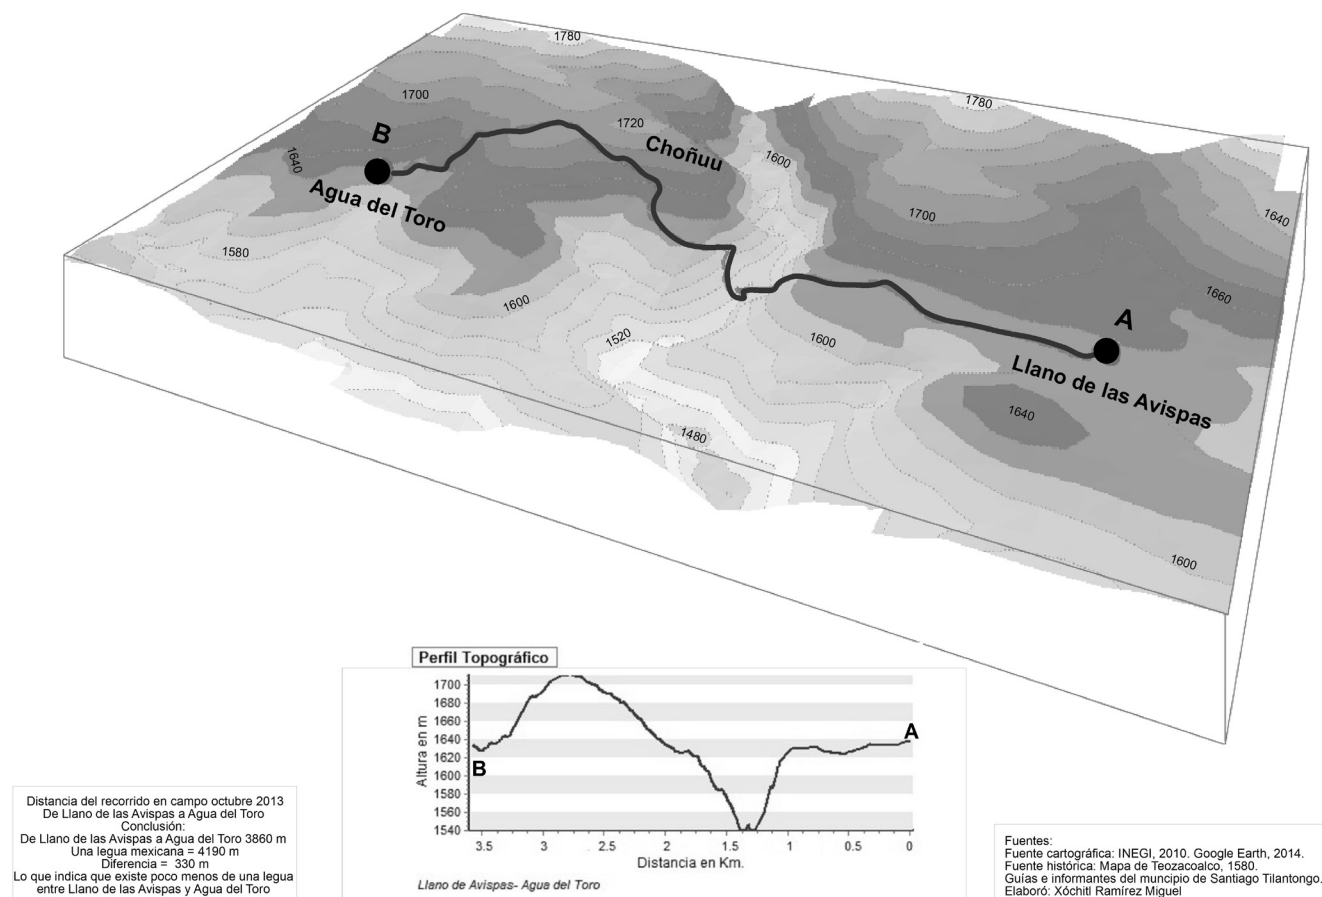 1780
1780
1700
1720
B
Choñuu
1600
1640
Agua del Toro
1700
1640
1580
1600
1660
A
1520
1600
Llano de las Avispas
1640
1480
1600
Perfil Topográfico
Altura en m
1700
1680
1660
1640
1620
1600
1580
1560
1540
B
A
3.5 3 2.5 2 1.5 1 0.5 0
Distancia en Km.
Llano de Avispas- Agua del Toro
Distancia del recorrido en campo octubre 2013
De Llano de las Avispas a Agua del Toro
Conclusión:
De Llano de las Avispas a Agua del Toro 3860 m
Una legua mexicana = 4190 m
Diferencia = 330 m
Lo que indica que existe poco menos de una legua
entre Llano de las Avispas y Agua del Toro
Fuentes:
Fuente cartográfica: INEGI, 2010. Google Earth, 2014.
Fuente histórica: Mapa de Teozacoalco, 1580.
Guías e informantes del muncipio de Santiago Tilantongo.
Elaboró: Xóchitl Ramírez Miguel